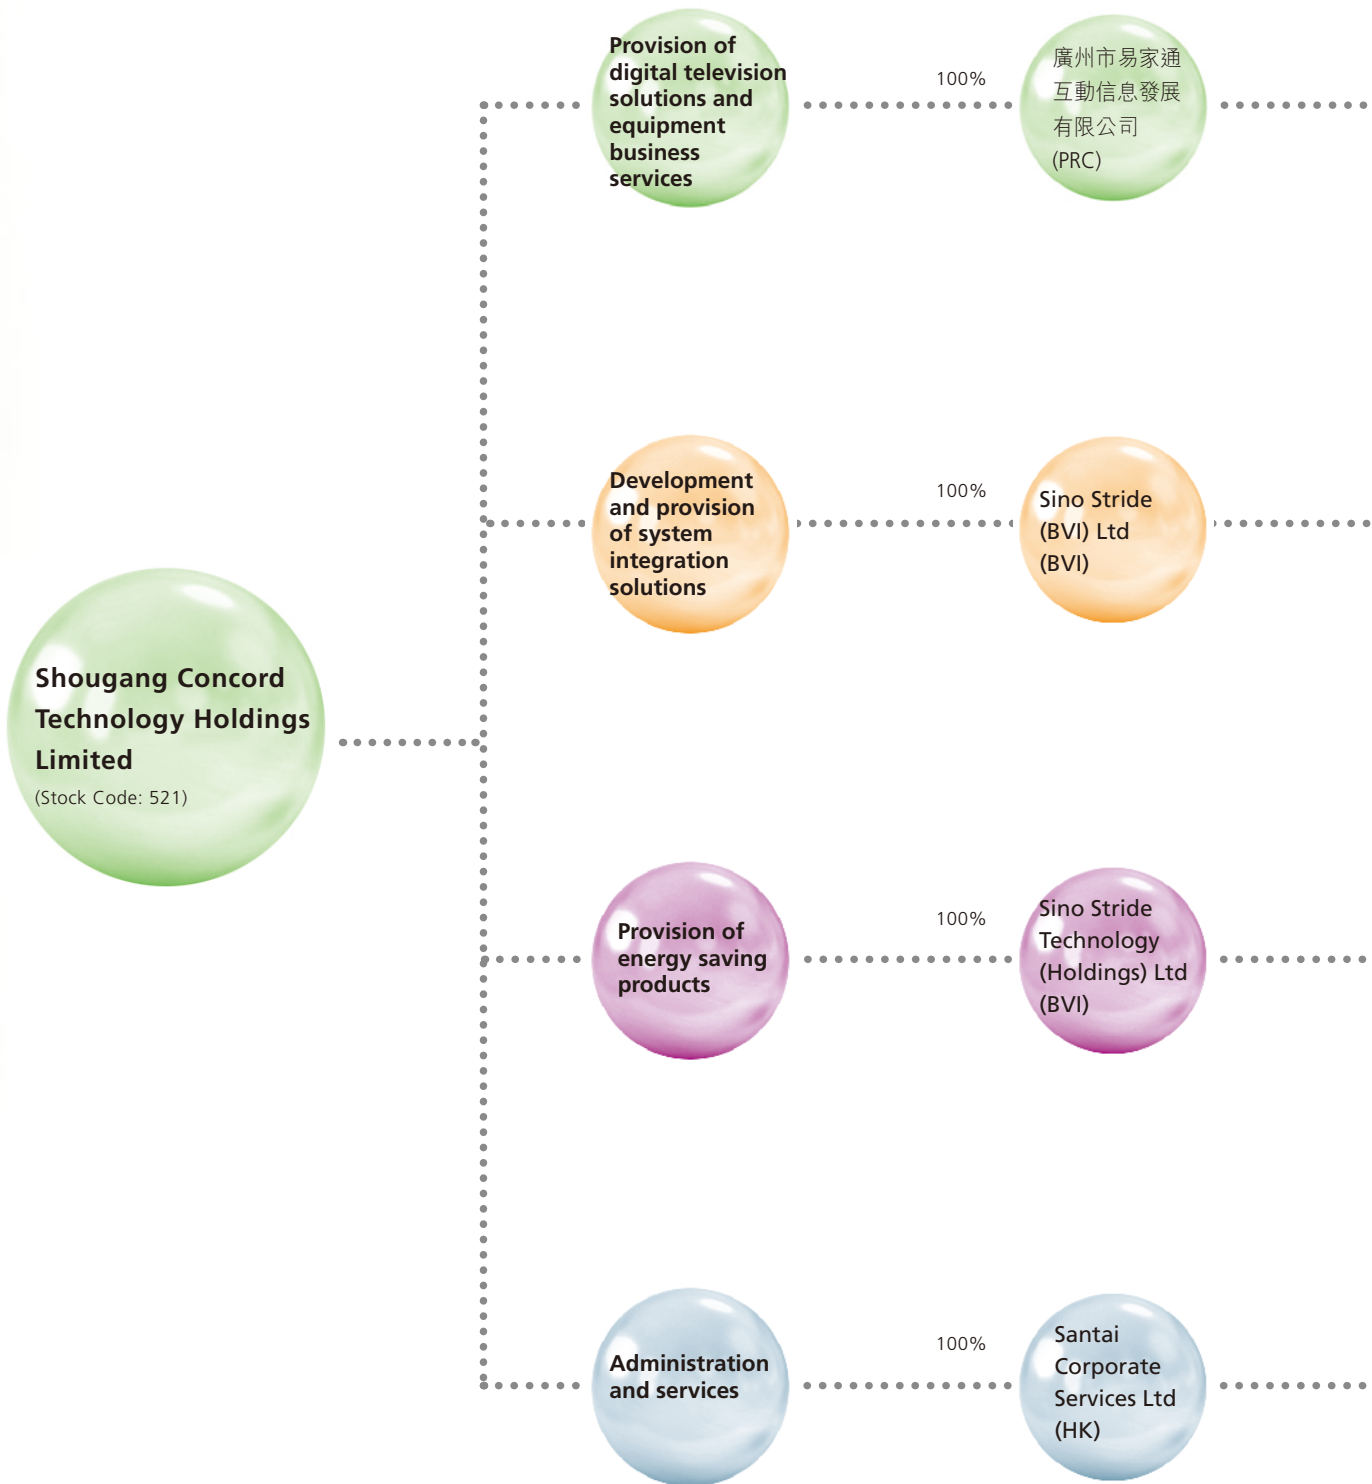 Provision of
digital television
solutions and
equipment
business
services
100%
廣州市易家通
互動信息發展
有限公司
(PRC)
Development
and provision
of system
integration
solutions
100%
Sino Stride
(BVI) Ltd
(BVI)
Shougang Concord
Technology Holdings
Limited
(Stock Code: 521)
Provision of
energy saving
products
100%
Sino Stride
Technology
(Holdings) Ltd
(BVI)
Administration
and services
100%
Santai
Corporate
Services Ltd
(HK)